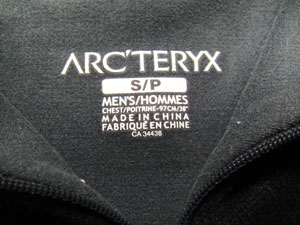 ARC'TERYX
S/P
MEN'S/HOMMES
CHEST/POITRINE-97CM/38"
MADE IN CHINA
FABRIQUÉ EN CHINE
CA 34438